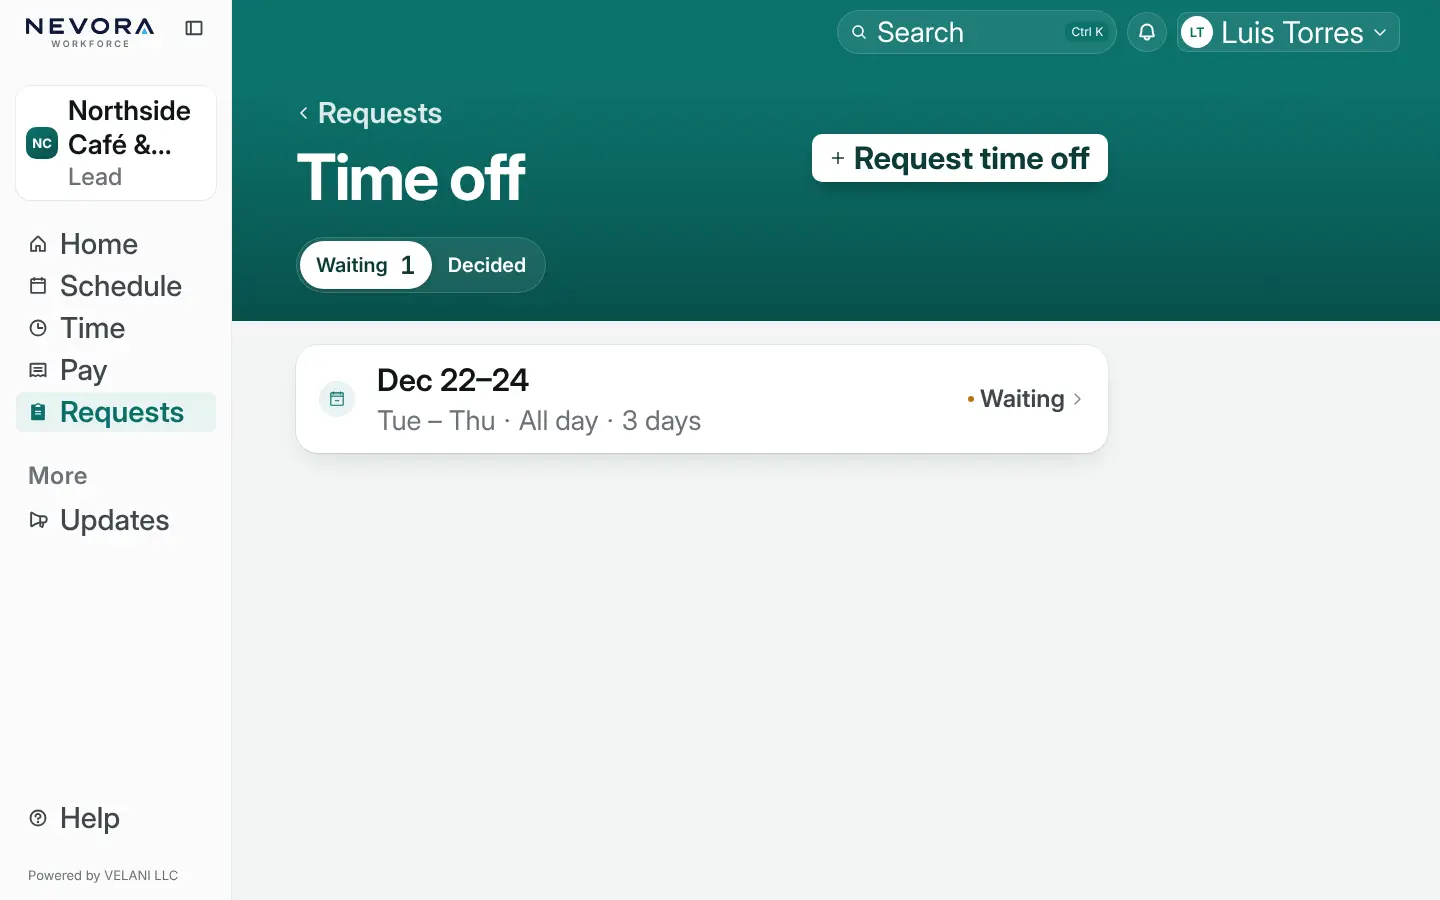 NEVORA
WORKFORCE
Search
Ctrl K
LT
Luis Torres
NC
Northside
Café &...
Lead
Home
Schedule
Time
Pay
Requests
More
Updates
Help
Powered by VELANI LLC
Requests
Time off
+ Request time off
Waiting 1
Decided
Dec 22–24
Tue – Thu · All day · 3 days
Waiting